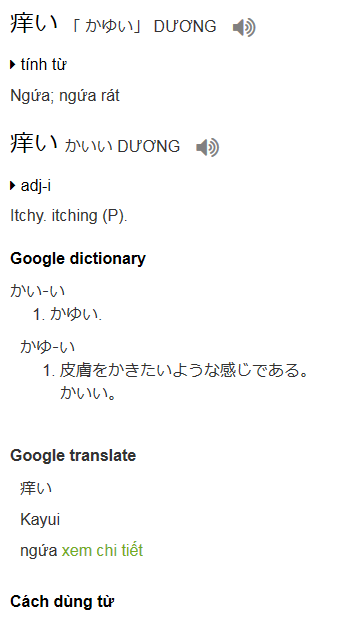 痒い 「 かゆい」 DƯƠNG
tính từ
Ngứa; ngứa rát
痒い かいい DƯƠNG
adj-i
Itchy. itching (P).
Google dictionary
かい-い
1. かゆい.
かゆ-い
1. 皮膚をかきたいような感じである。
かいい。
Google translate
痒い
Kayui
ngứa xem chi tiết
Cách dùng từ